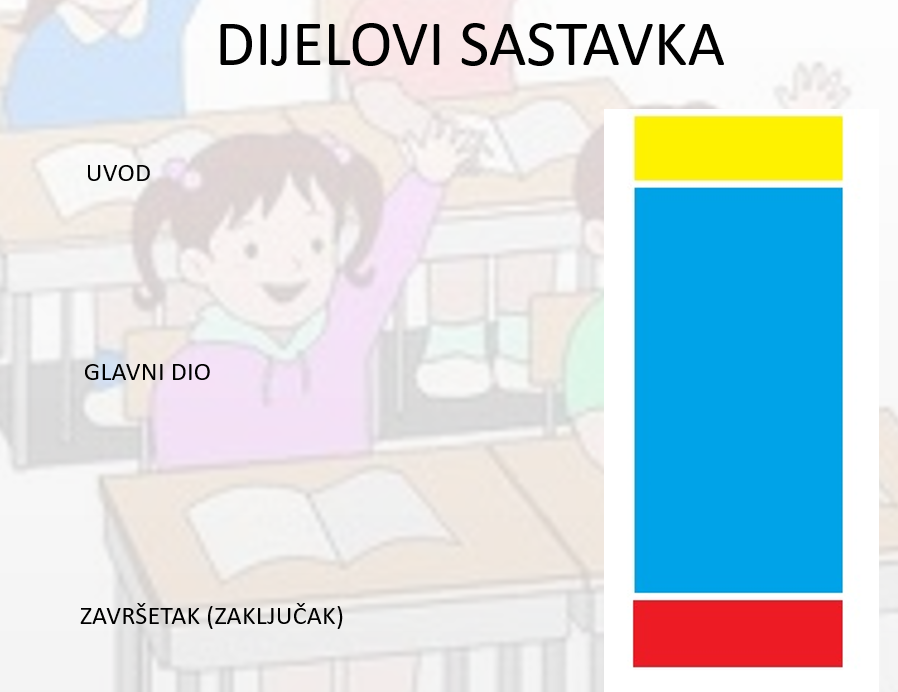 DIJELOVI SASTAVKA
UVOD
GLAVNI DIO
ZAVRŠETAK (ZAKLJUČAK)